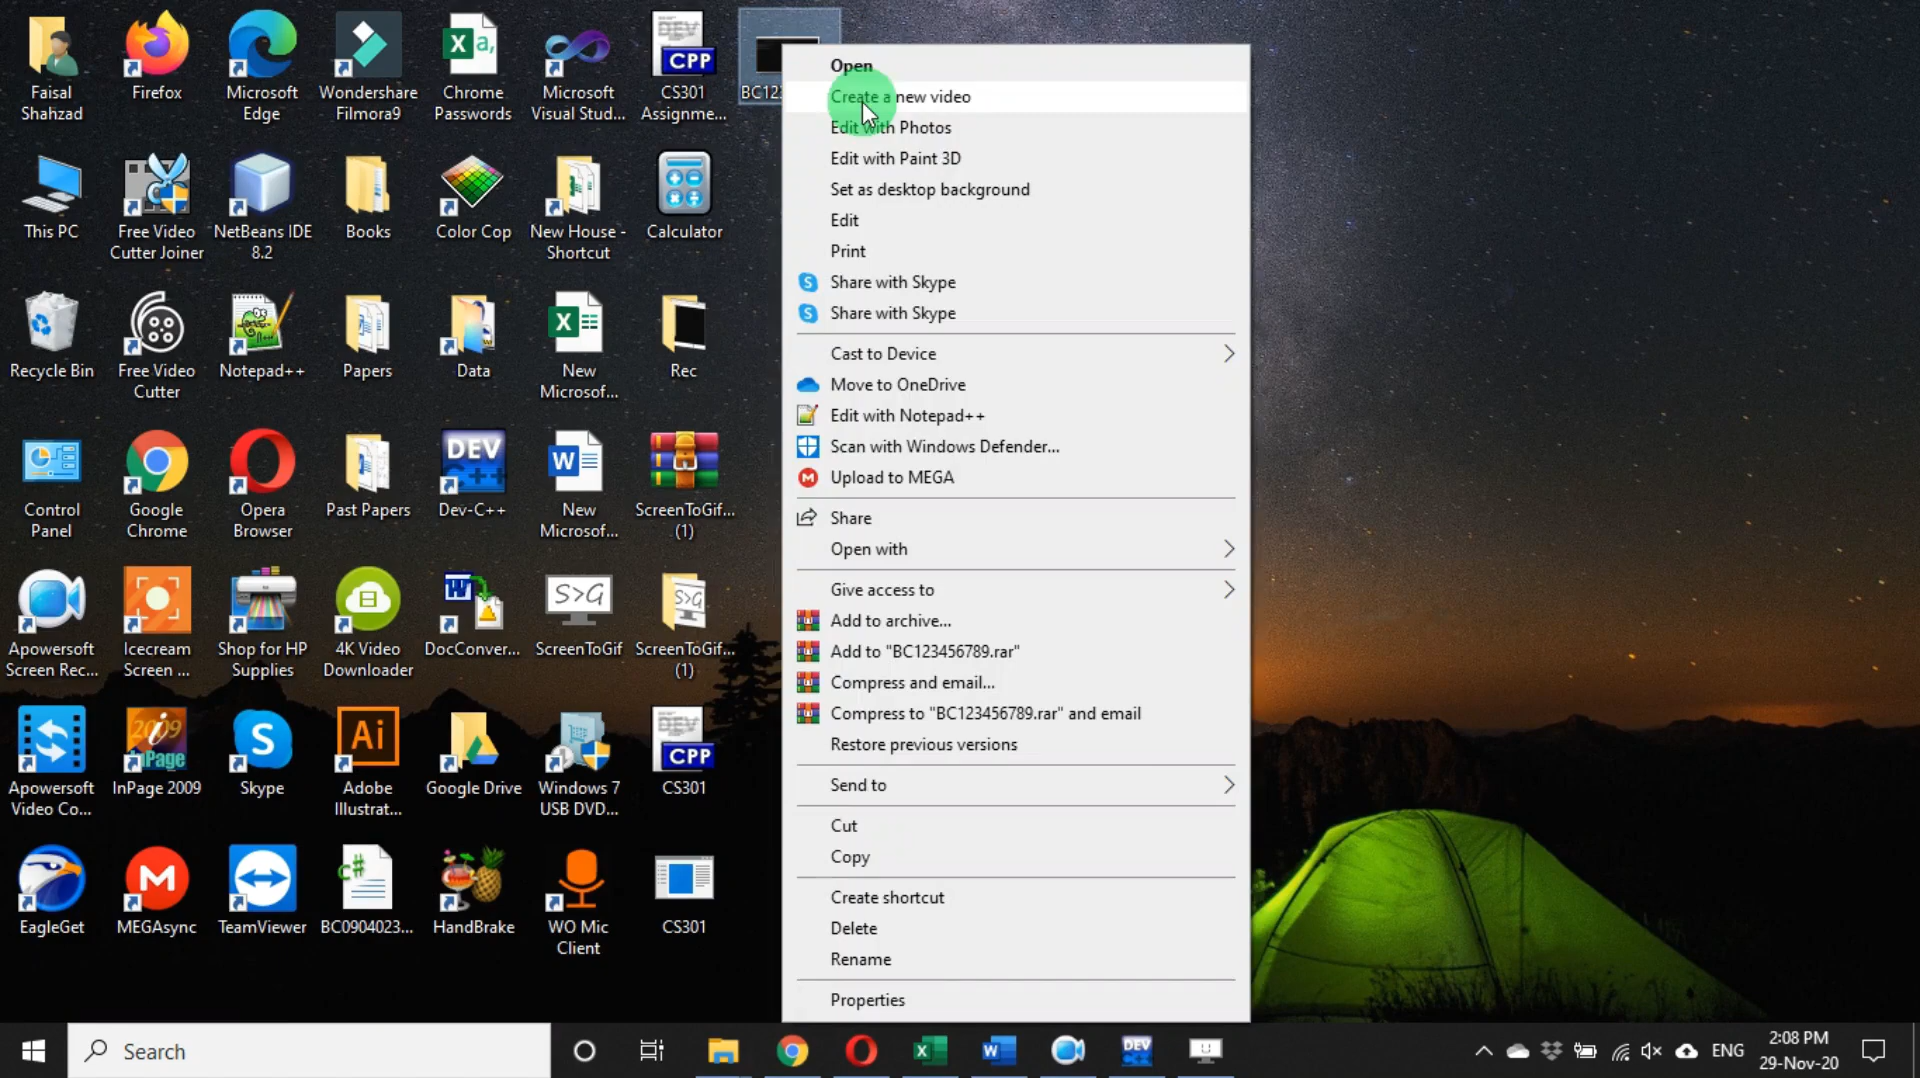 Faisal
Shahzad
Firefox
Microsoft
Edge
Wondershare
Filmora9
Chrome
Passwords
Microsoft
Visual Stud...
CS301
Assignme...
This PC
Free Video
Cutter Joiner
NetBeans IDE
8.2
Books
Color Cop
New House -
Shortcut
Calculator
Recycle Bin
Free Video
Cutter
Notepad++
Papers
Data
New
Microsof...
Rec
Control
Panel
Google
Chrome
Opera
Browser
Past Papers
Dev-C++
New
Microsof...
ScreenToGif...
(1)
Apowersoft
Screen Rec...
Icecream
Screen ...
Shop for HP
Supplies
4K Video
Downloader
DocConver...
ScreenToGif
ScreenToGif...
(1)
Apowersoft
Video Co...
InPage 2009
Skype
Adobe
Illustrat...
Google Drive
Windows 7
USB DVD...
CS301
EagleGet
MEGAsync
TeamViewer
BC0904023...
HandBrake
WO Mic
Client
CS301
Open
Create a new video
Edit with Photos
Edit with Paint 3D
Set as desktop background
Edit
Print
Share with Skype
Share with Skype
Cast to Device
Move to OneDrive
Edit with Notepad++
Scan with Windows Defender...
Upload to MEGA
Share
Open with
Give access to
Add to archive...
Add to "BC123456789.rar"
Compress and email...
Compress to "BC123456789.rar" and email
Restore previous versions
Send to
Cut
Copy
Create shortcut
Delete
Rename
Properties
Search
ENG
2:08 PM
29-Nov-20